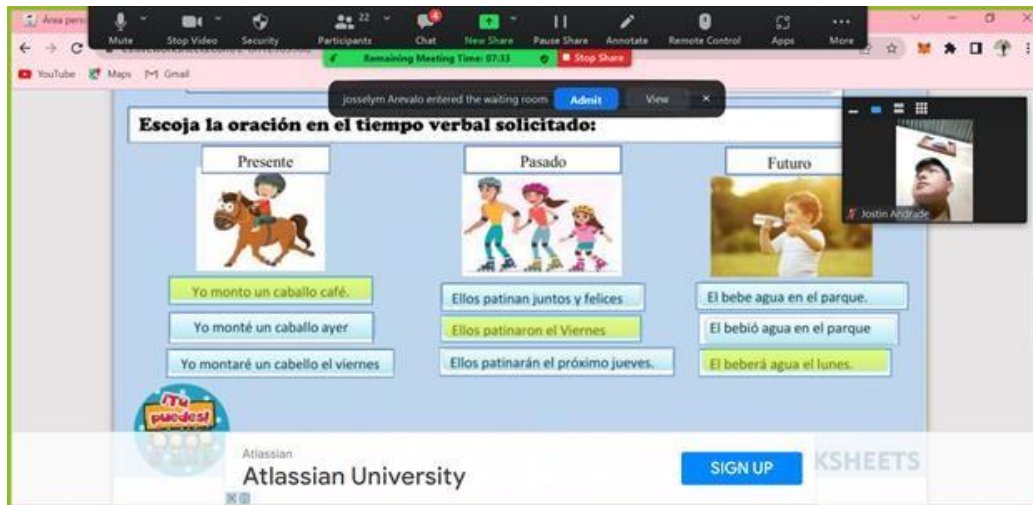 Área pers
22
4
Mute
Stop Video
Security
Participants
Chat
New Share
Pause Share
Annotate
Remote Control
Apps
More
Remaining Meeting Time: 07:33
Stop Share
YouTube
Maps
Gmail
josselym Arevalo entered the waiting room
Admit
View
Escoja la oración en el tiempo verbal solicitado:
Presente
Pasado
Futuro
Jostin Andrade
Yo monto un caballo café.
Yo monté un caballo ayer
Yo montaré un cabello el viernes
Ellos patinan juntos y felices
Ellos patinaron el Viernes
Ellos patinarán el próximo jueves.
El bebe agua en el parque.
El bebió agua en el parque
El beberá agua el lunes.
¡Tu
puedes!
Atlassian
Atlassian University
SIGN UP
KSHEETS